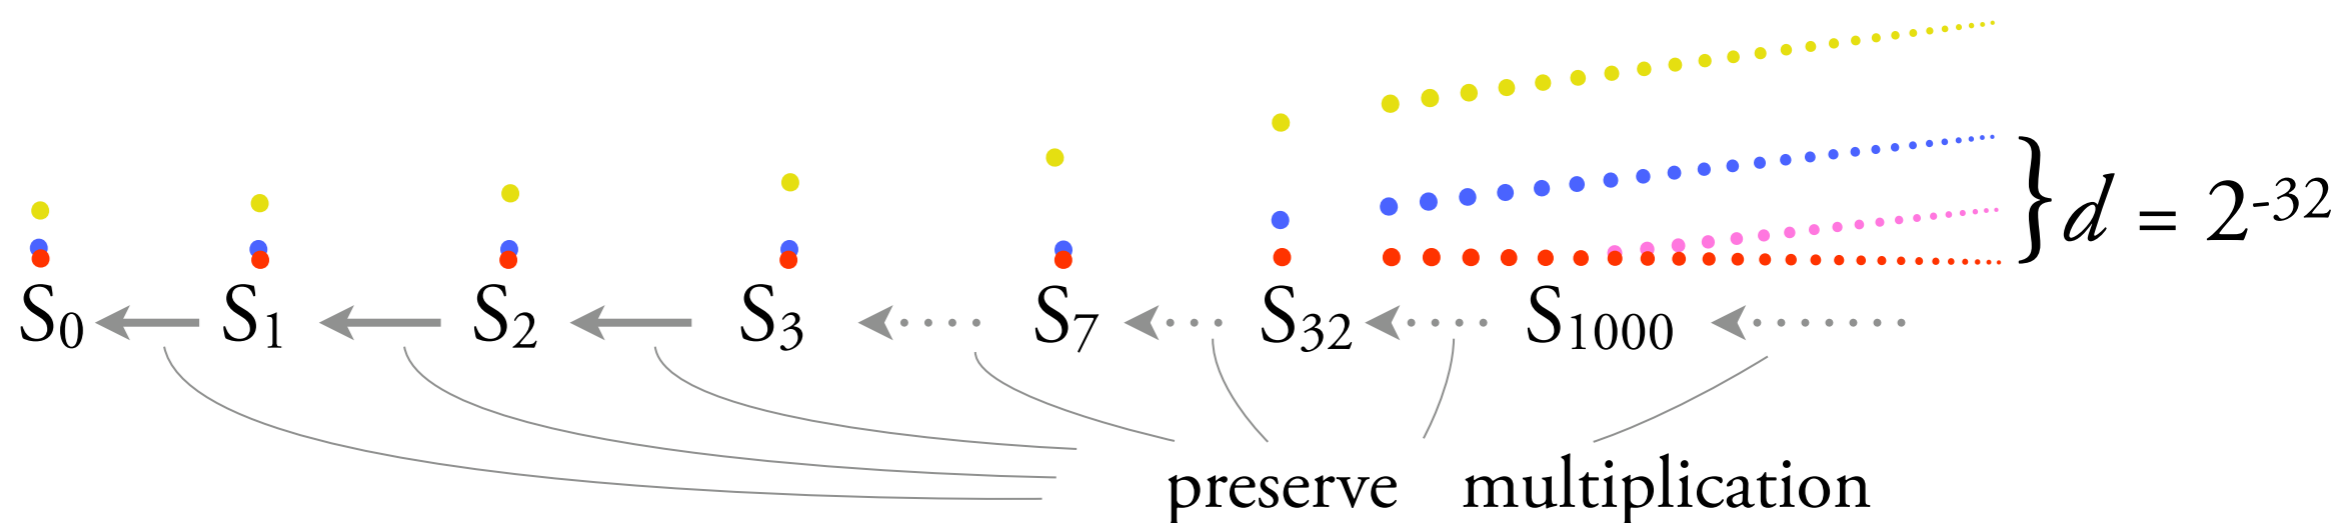 d = 2-32
S0 S1 S2 S3 S7 S32 S1000
preserve multiplication